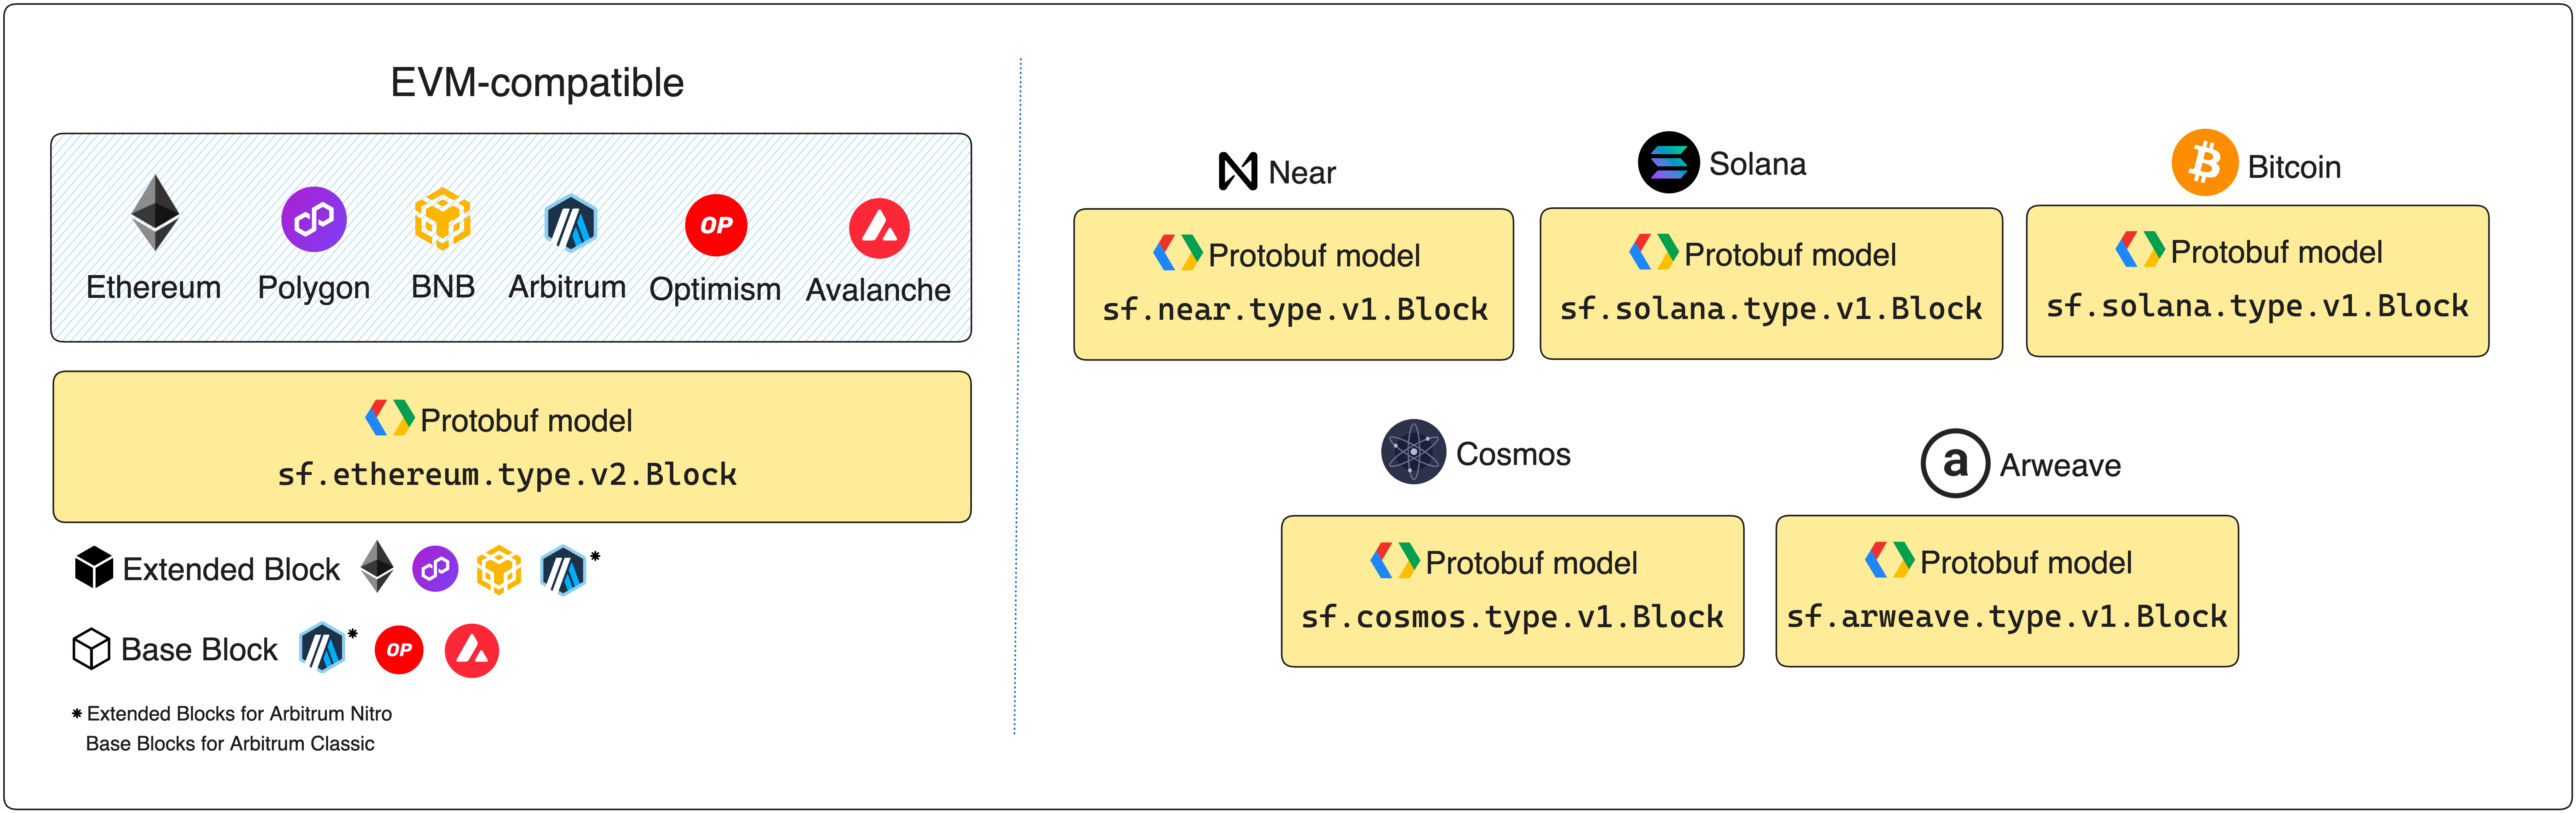 EVM-compatible
Ethereum
Polygon
BNB
Arbitrum
OP
Optimism
Avalanche
Protobuf model
sf.ethereum.type.v2.Block
Extended Block *
Base Block * OP
* Extended Blocks for Arbitrum Nitro
Base Blocks for Arbitrum Classic
Near
Protobuf model
sf.near.type.v1.Block
Solana
Protobuf model
sf.solana.type.v1.Block
Bitcoin
Protobuf model
sf.solana.type.v1.Block
Cosmos
Protobuf model
sf.cosmos.type.v1.Block
a Arweave
Protobuf model
sf.arweave.type.v1.Block